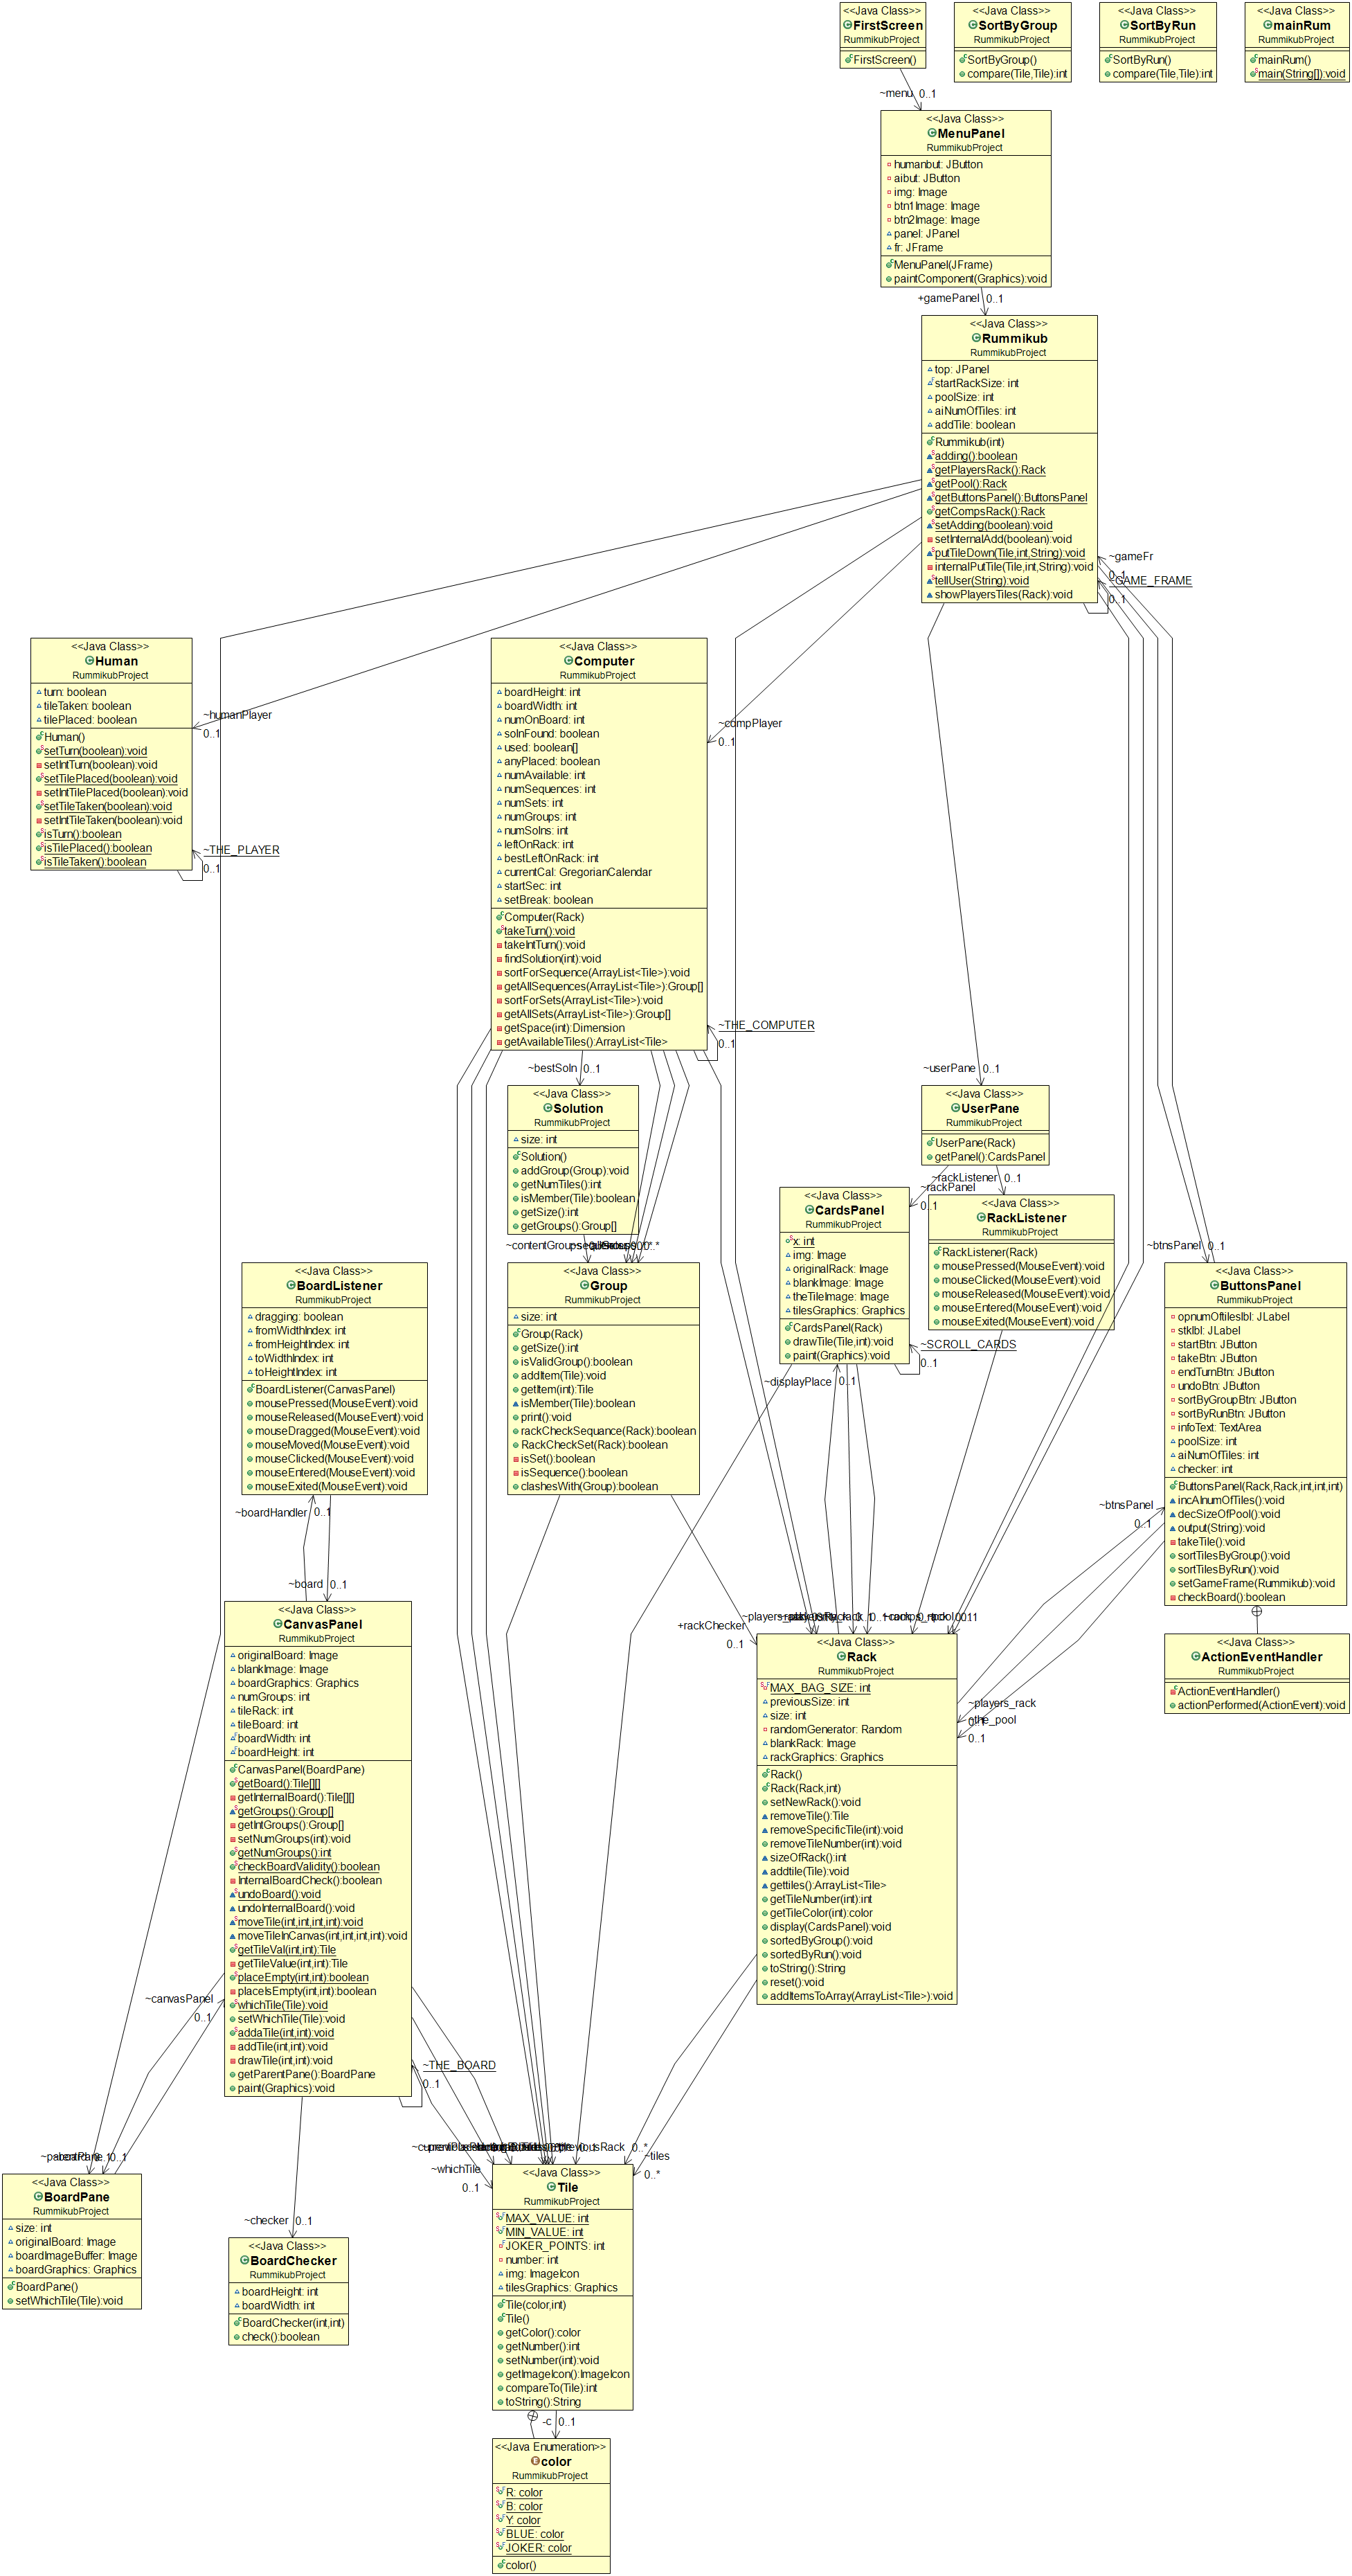 <<Java Class>>
FirstScreen
RummikubProject
FirstScreen()
<<Java Class>>
SortByGroup
RummikubProject
SortByGroup()
compare(Tile,Tile):int
<<Java Class>>
SortByRun
RummikubProject
SortByRun()
compare(Tile,Tile):int
<<Java Class>>
mainRum
RummikubProject
mainRum()
main(String[]):void
~menu 0..1
<<Java Class>>
MenuPanel
RummikubProject
humanbut: JButton
aibut: JButton
img: Image
btn1Image: Image
btn2Image: Image
panel: JPanel
fr: JFrame
MenuPanel(JFrame)
paintComponent(Graphics):void
+gamePanel 0..1
<<Java Class>>
Rummikub
RummikubProject
top: JPanel
startRackSize: int
poolSize: int
aiNumOfTiles: int
addTile: boolean
Rummikub(int)
adding():boolean
getPlayersRack():Rack
getPool():Rack
getButtonsPanel():ButtonsPanel
getCompsRack():Rack
setAdding(boolean):void
setInternalAdd(boolean):void
putTileDown(Tile,int,String):void
internalPutTile(Tile,int,String):void
tellUser(String):void
showPlayersTiles(Rack):void
~gameFr
0..1
~GAME_FRAME
0..1
<<Java Class>>
Human
RummikubProject
turn: boolean
tileTaken: boolean
tilePlaced: boolean
Human()
setTurn(boolean):void
setIntTurn(boolean):void
setTilePlaced(boolean):void
setIntTilePlaced(boolean):void
setTileTaken(boolean):void
setIntTileTaken(boolean):void
isTurn():boolean
isTilePlaced():boolean
isTileTaken():boolean
~humanPlayer
0..1
~THE_PLAYER
0..1
<<Java Class>>
Computer
RummikubProject
boardHeight: int
boardWidth: int
numOnBoard: int
solnFound: boolean
used: boolean[]
anyPlaced: boolean
numAvailable: int
numSequences: int
numSets: int
numGroups: int
numSolns: int
leftOnRack: int
bestLeftOnRack: int
currentCal: GregorianCalendar
startSec: int
setBreak: boolean
Computer(Rack)
takeTurn():void
takeIntTurn():void
findSolution(int):void
sortForSequence(ArrayList<Tile>):void
getAllSequences(ArrayList<Tile>):Group[]
sortForSets(ArrayList<Tile>):void
getAllSets(ArrayList<Tile>):Group[]
getSpace(int):Dimension
getAvailableTiles():ArrayList<Tile>
~compPlayer
0..1
~THE_COMPUTER
0..1
~bestSoln 0..1
<<Java Class>>
Solution
RummikubProject
size: int
Solution()
addGroup(Group):void
getNumTiles():int
isMember(Tile):boolean
getSize():int
getGroups():Group[]
~userPane 0..1
<<Java Class>>
UserPane
RummikubProject
UserPane(Rack)
getPanel():CardsPanel
~rackListener 0..1
~rackPanel
0..1
<<Java Class>>
CardsPanel
RummikubProject
x: int
img: Image
originalRack: Image
blankImage: Image
theTileImage: Image
tilesGraphics: Graphics
CardsPanel(Rack)
drawTile(Tile,int):void
paint(Graphics):void
~SCROLL_CARDS
0..1
~displayPlace 0..1
<<Java Class>>
RackListener
RummikubProject
RackListener(Rack)
mousePressed(MouseEvent):void
mouseClicked(MouseEvent):void
mouseReleased(MouseEvent):void
mouseEntered(MouseEvent):void
mouseExited(MouseEvent):void
~btnsPanel 0..1
<<Java Class>>
ButtonsPanel
RummikubProject
opnumOftileslbl: JLabel
stklbl: JLabel
startBtn: JButton
takeBtn: JButton
endTurnBtn: JButton
undoBtn: JButton
sortByGroupBtn: JButton
sortByRunBtn: JButton
infoText: TextArea
poolSize: int
aiNumOfTiles: int
checker: int
ButtonsPanel(Rack,Rack,int,int,int)
incAInumOfTiles():void
decSizeOfPool():void
output(String):void
takeTile():void
sortTilesByGroup():void
sortTilesByRun():void
setGameFrame(Rummikub):void
checkBoard():boolean
~btnsPanel
0..1
<<Java Class>>
ActionEventHandler
RummikubProject
ActionEventHandler()
actionPerformed(ActionEvent):void
~contentGroups
<<Java Class>>
Group
RummikubProject
size: int
Group(Rack)
getSize():int
isValidGroup():boolean
addItem(Tile):void
getItem(int):Tile
isMember(Tile):boolean
print():void
rackCheckSequance(Rack):boolean
RackCheckSet(Rack):boolean
isSet():boolean
isSequence():boolean
clashesWith(Group):boolean
+rackChecker
0..1
<<Java Class>>
BoardListener
RummikubProject
dragging: boolean
fromWidthIndex: int
fromHeightIndex: int
toWidthIndex: int
toHeightIndex: int
BoardListener(CanvasPanel)
mousePressed(MouseEvent):void
mouseReleased(MouseEvent):void
mouseDragged(MouseEvent):void
mouseMoved(MouseEvent):void
mouseClicked(MouseEvent):void
mouseEntered(MouseEvent):void
mouseExited(MouseEvent):void
~boardHandler 0..1
~board 0..1
<<Java Class>>
CanvasPanel
RummikubProject
originalBoard: Image
blankImage: Image
boardGraphics: Graphics
numGroups: int
tileRack: int
tileBoard: int
boardWidth: int
boardHeight: int
CanvasPanel(BoardPane)
getBoard():Tile[][]
getInternalBoard():Tile[][]
getGroups():Group[]
getIntGroups():Group[]
setNumGroups(int):void
getNumGroups():int
checkBoardValidity():boolean
InternalBoardCheck():boolean
undoBoard():void
undoInternalBoard():void
moveTile(int,int,int,int):void
moveTileInCanvas(int,int,int,int):void
getTileVal(int,int):Tile
getTileValue(int,int):Tile
placeEmpty(int,int):boolean
placeIsEmpty(int,int):boolean
whichTile(Tile):void
setWhichTile(Tile):void
addaTile(int,int):void
addTile(int,int):void
drawTile(int,int):void
getParentPane():BoardPane
paint(Graphics):void
~canvasPanel
0..1
~THE_BOARD
0..1
<<Java Class>>
Rack
RummikubProject
MAX_BAG_SIZE: int
previousSize: int
size: int
randomGenerator: Random
blankRack: Image
rackGraphics: Graphics
Rack()
Rack(Rack,int)
setNewRack():void
removeTile():Tile
removeSpecificTile(int):void
removeTileNumber(int):void
sizeOfRack():int
addtile(Tile):void
gettiles():ArrayList<Tile>
getTileNumber(int):int
getTileColor(int):color
display(CardsPanel):void
sortedByGroup():void
sortedByRun():void
toString():String
reset():void
addItemsToArray(ArrayList<Tile>):void
~players_rack
0..1
~the_pool
0..1
~whichTile
0..1
0..*
~tiles
0..*
<<Java Class>>
BoardPane
RummikubProject
size: int
originalBoard: Image
boardImageBuffer: Image
boardGraphics: Graphics
BoardPane()
setWhichTile(Tile):void
~checker 0..1
<<Java Class>>
BoardChecker
RummikubProject
boardHeight: int
boardWidth: int
BoardChecker(int,int)
check():boolean
<<Java Class>>
Tile
RummikubProject
MAX_VALUE: int
MIN_VALUE: int
JOKER_POINTS: int
number: int
img: ImageIcon
tilesGraphics: Graphics
Tile(color,int)
Tile()
getColor():color
getNumber():int
setNumber(int):void
getImageIcon():ImageIcon
compareTo(Tile):int
toString():String
-c 0..1
<<Java Enumeration>>
color
RummikubProject
R: color
B: color
Y: color
BLUE: color
JOKER: color
color()